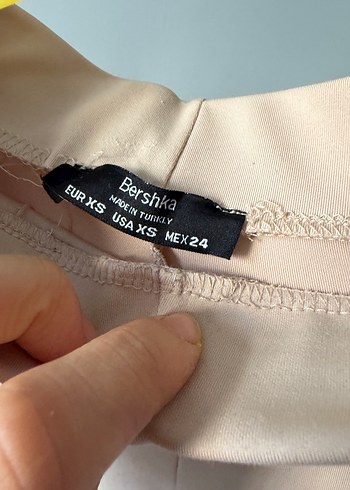 Bershka
MADE IN TURKEY
EUR XS USA XS MEX 24